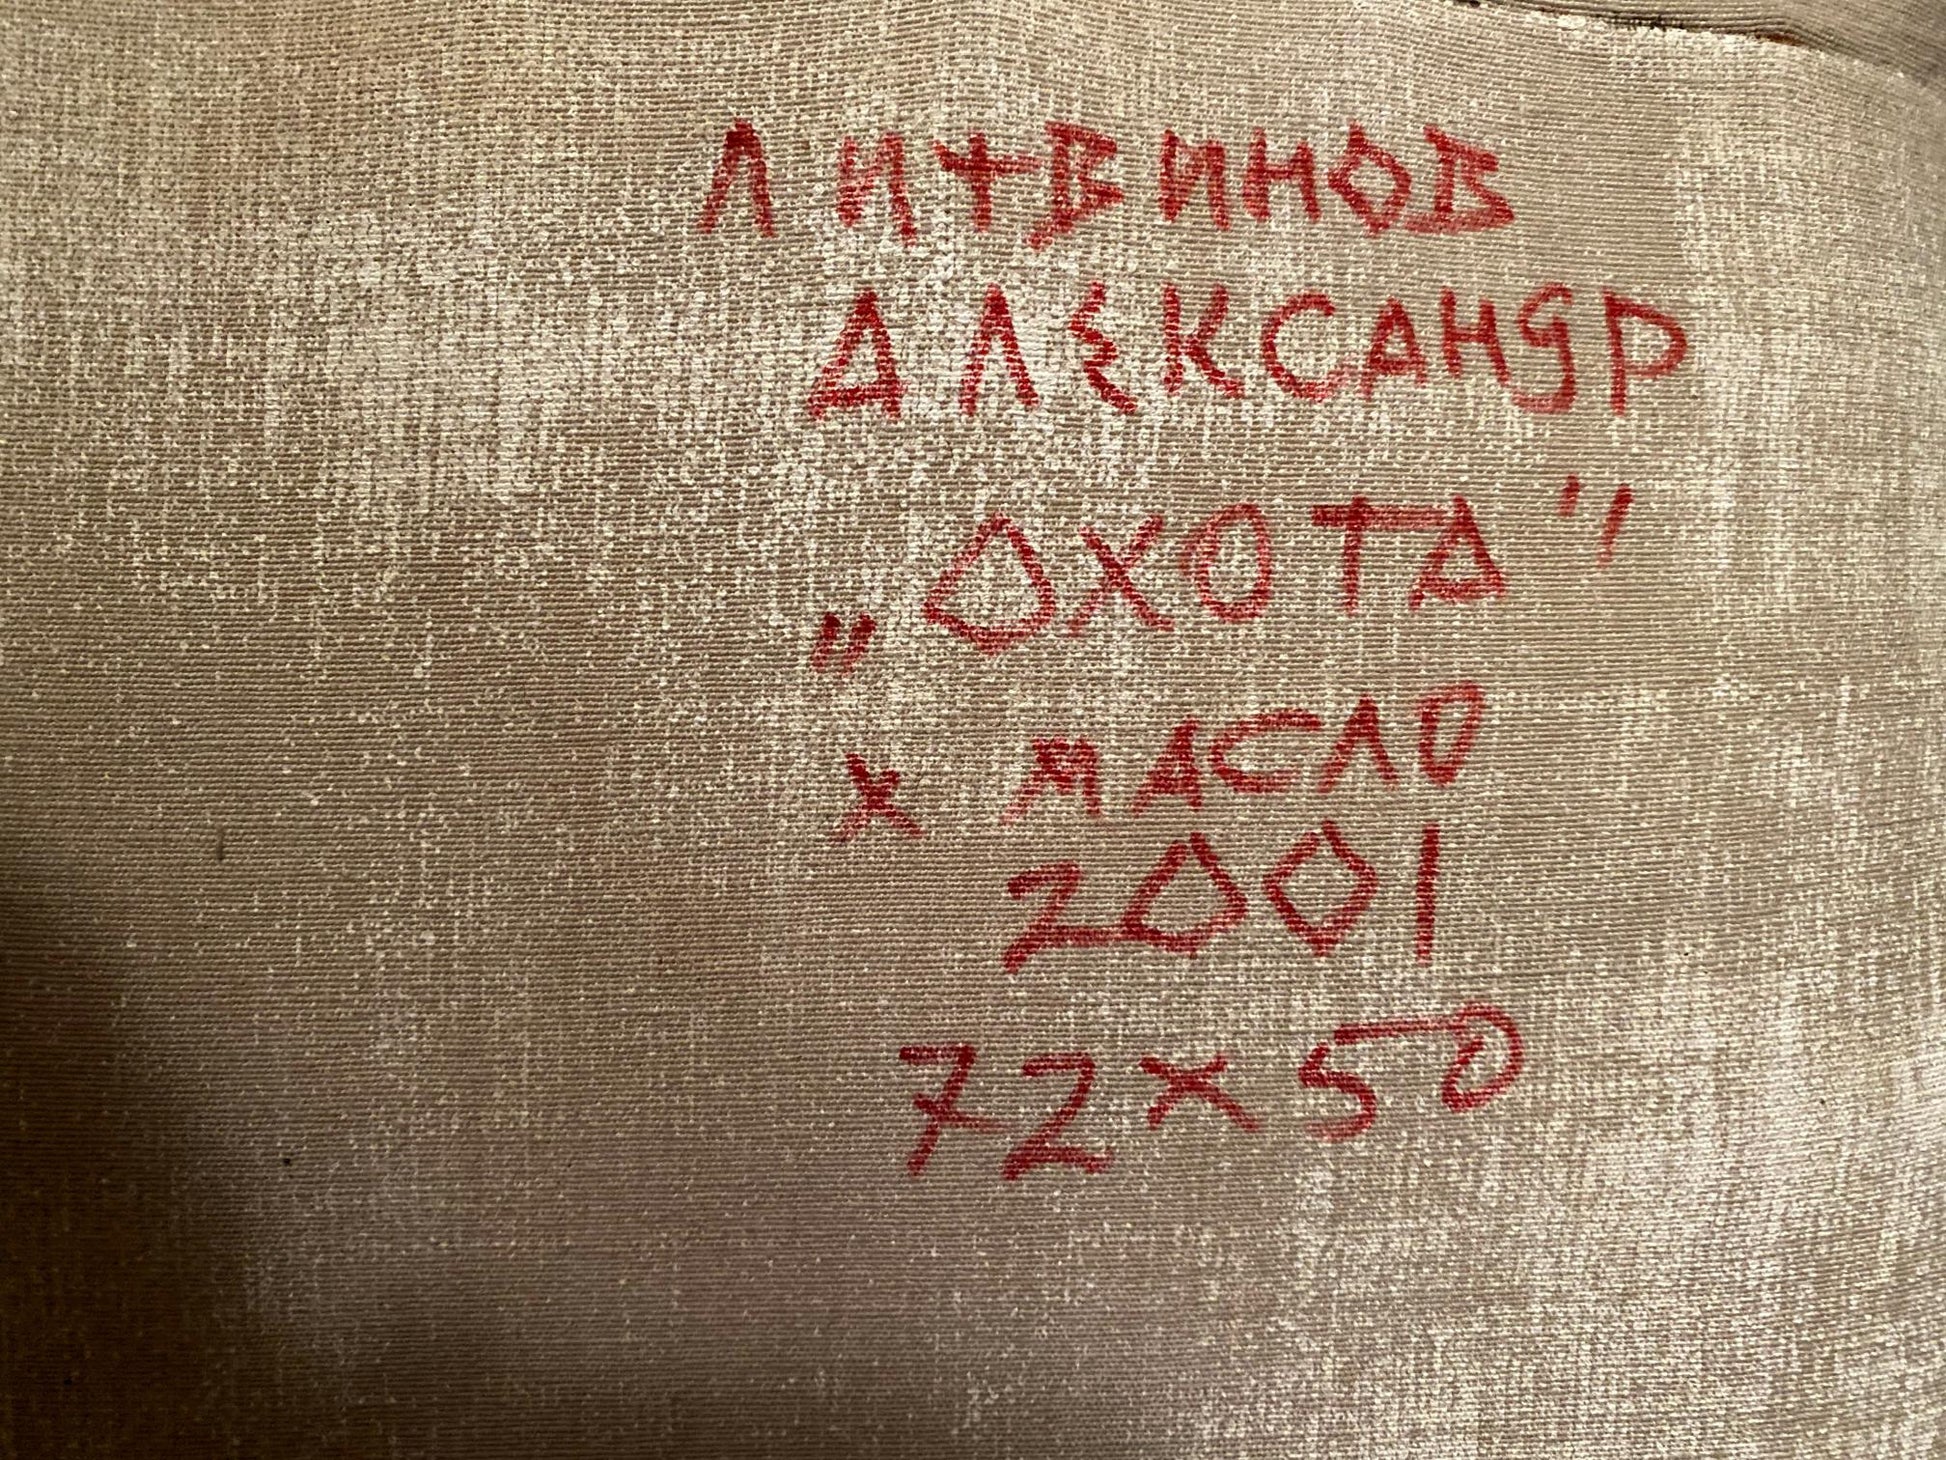 ЛИТВИНОВ
АЛЕКСАНДР
„ОХОТА"
х МАСЛО
2001
72×50